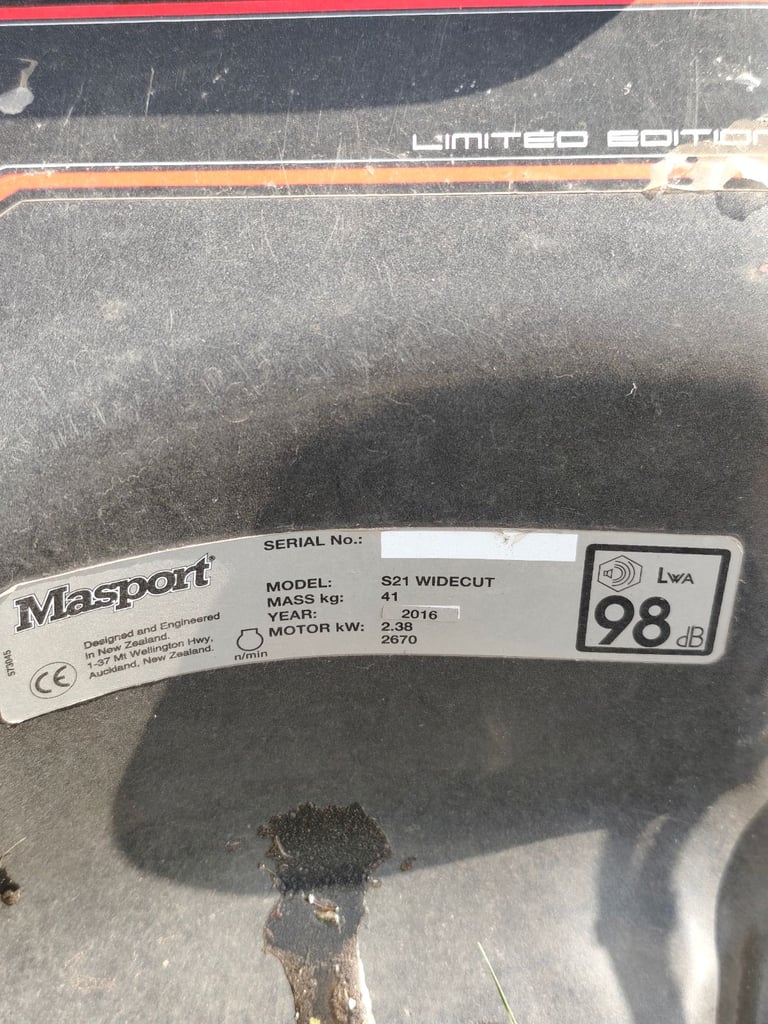 LIMITED EDITION
Masport®
Designed and Engineered
in New Zealand.
1-37 Mt Wellington Hwy,
Auckland, New Zealand.
CE
573045
SERIAL No.:
MODEL: S21 WIDECUT
MASS kg: 41
YEAR: 2016
MOTOR kW: 2.38
n/min 2670
LWA
98 dB